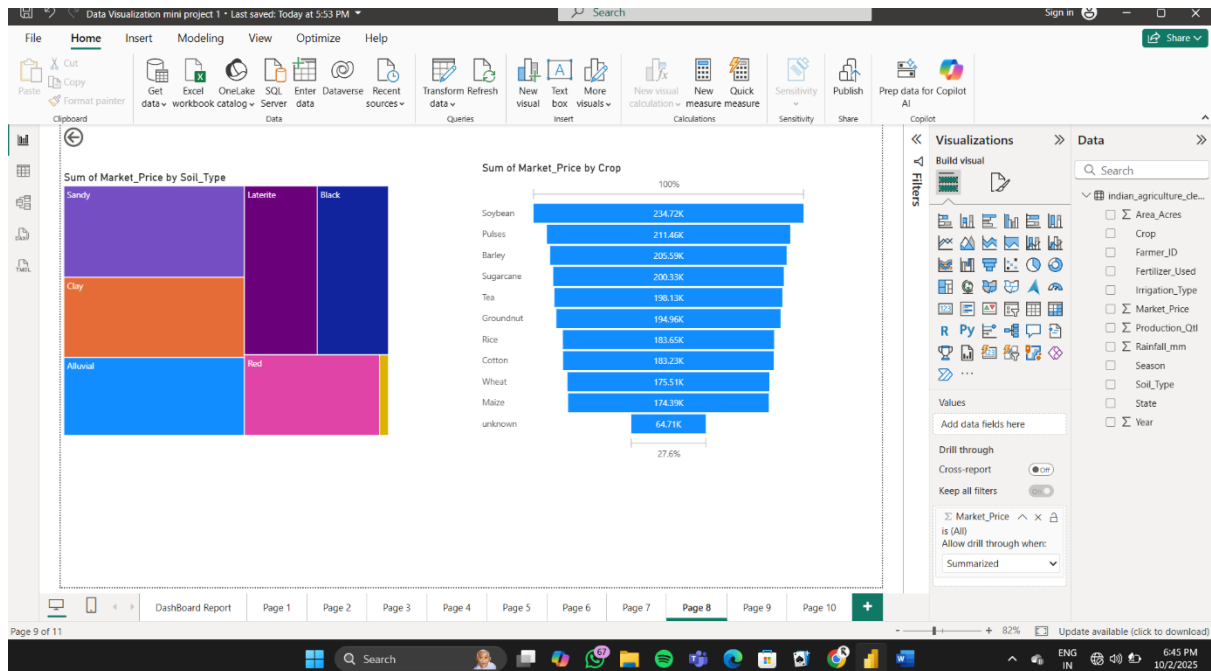 Data Visualization mini project 1 • Last saved: Today at 5:53 PM
Search
Sign in
File Home Insert Modeling View Optimize Help
Share
Paste
Cut
Copy
Format painter
Get data
Excel workbook
OneLake catalog
SQL Server
Enter data
Dataverse
Recent sources
Transform data
Refresh
New visual
Text box
More visuals
New visual calculation
New measure
Quick measure
Sensitivity
Publish
Prep data for AI
Copilot
Clipboard Data Queries Insert Calculations Sensitivity Share Copilot
Sum of Market_Price by Soil_Type
Sandy
Laterite
Black
Clay
Alluvial
Red
Sum of Market_Price by Crop
100%
Soybean 234.72K
Pulses 211.46K
Barley 205.59K
Sugarcane 200.33K
Tea 198.13K
Groundnut 194.96K
Rice 183.65K
Cotton 183.23K
Wheat 175.51K
Maize 174.39K
unknown 64.71K
27.6%
Filters
Visualizations
Build visual
123
R Py
Values
Add data fields here
Drill through
Cross-report Off
Keep all filters On
Σ Market_Price
is (All)
Allow drill through when:
Summarized
Data
Search
indian_agriculture_cle...
Σ Area_Acres
Crop
Farmer_ID
Fertilizer_Used
Irrigation_Type
Σ Market_Price
Σ Production_Qtl
Σ Rainfall_mm
Season
Soil_Type
State
Σ Year
DAX
TMDL
DashBoard Report Page 1 Page 2 Page 3 Page 4 Page 5 Page 6 Page 7 Page 8 Page 9 Page 10
Page 9 of 11
- + 82%
Update available (click to download)
Search
67
ENG
IN
6:45 PM
10/2/2025